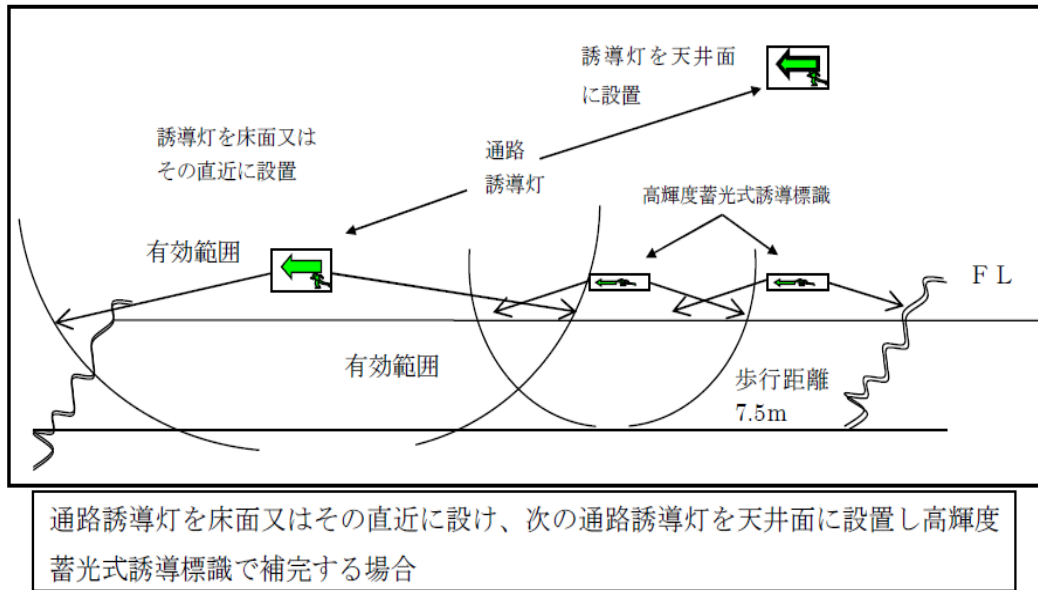 誘導灯を天井面
に設置
誘導灯を床面又は
その直近に設置
通路
誘導灯
高輝度蓄光式誘導標識
有効範囲
ＦＬ
有効範囲
歩行距離
7.5m
通路誘導灯を床面又はその直近に設け、次の通路誘導灯を天井面に設置し高輝度
蓄光式誘導標識で補完する場合